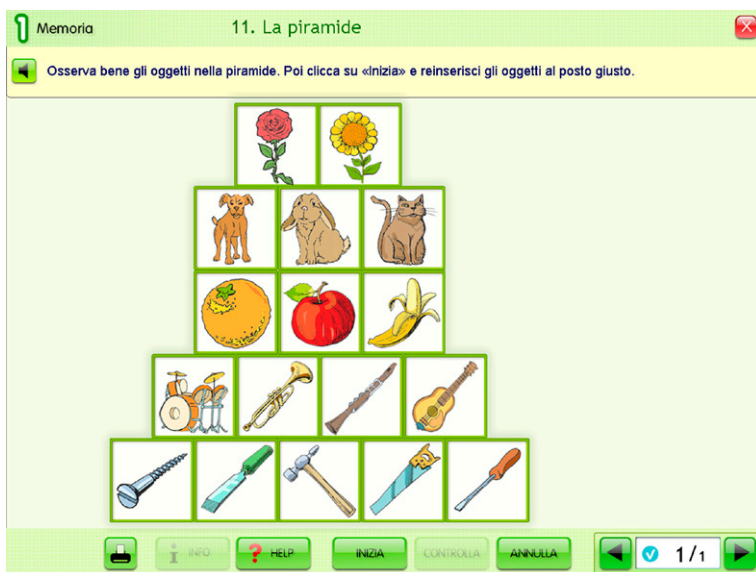 Memoria
11. La piramide
Osserva bene gli oggetti nella piramide. Poi clicca su «Inizia» e reinserisci gli oggetti al posto giusto.
i INFO
? HELP
INIZIA
CONTROLLA
ANNULLA
1/1